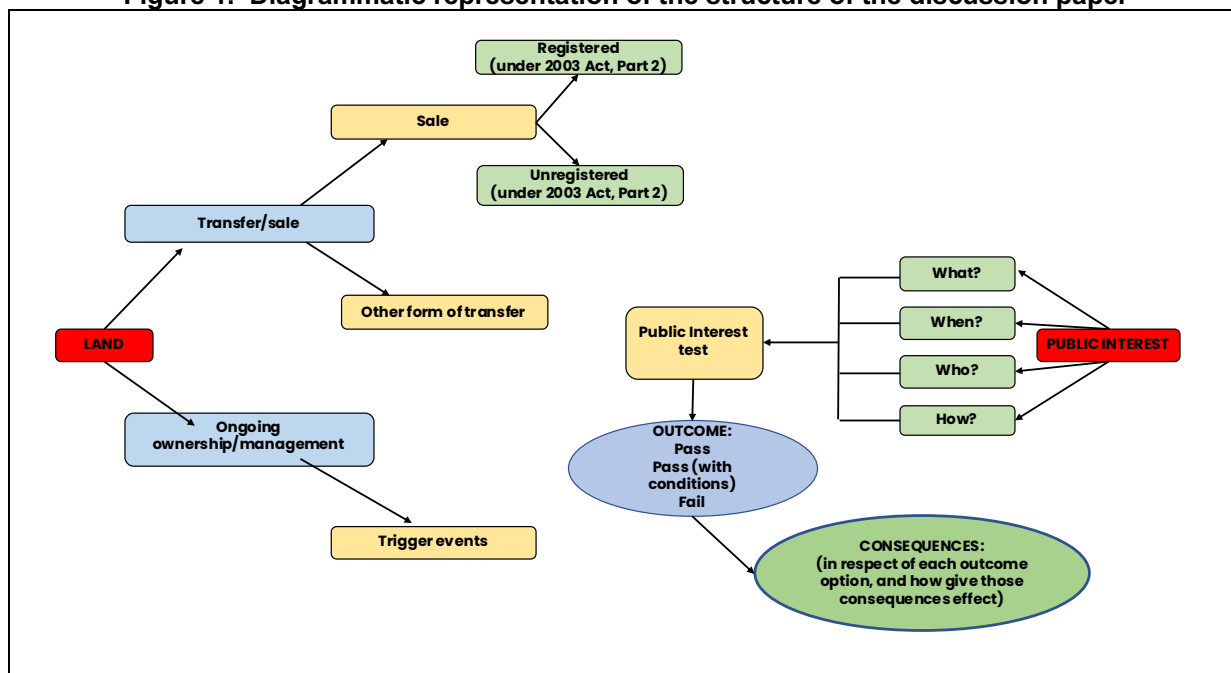 Figure 1. Diagrammatic representation of the structure of the discussion paper
Registered
(under 2003 Act, Part 2)
Sale
Unregistered
(under 2003 Act, Part 2)
Transfer/sale
Other form of transfer
LAND
Ongoing
ownership/management
Trigger events
What?
When?
Who?
How?
PUBLIC INTEREST
Public Interest
test
OUTCOME:
Pass
Pass (with
conditions)
Fail
CONSEQUENCES:
(in respect of each outcome
option, and how give those
consequences effect)